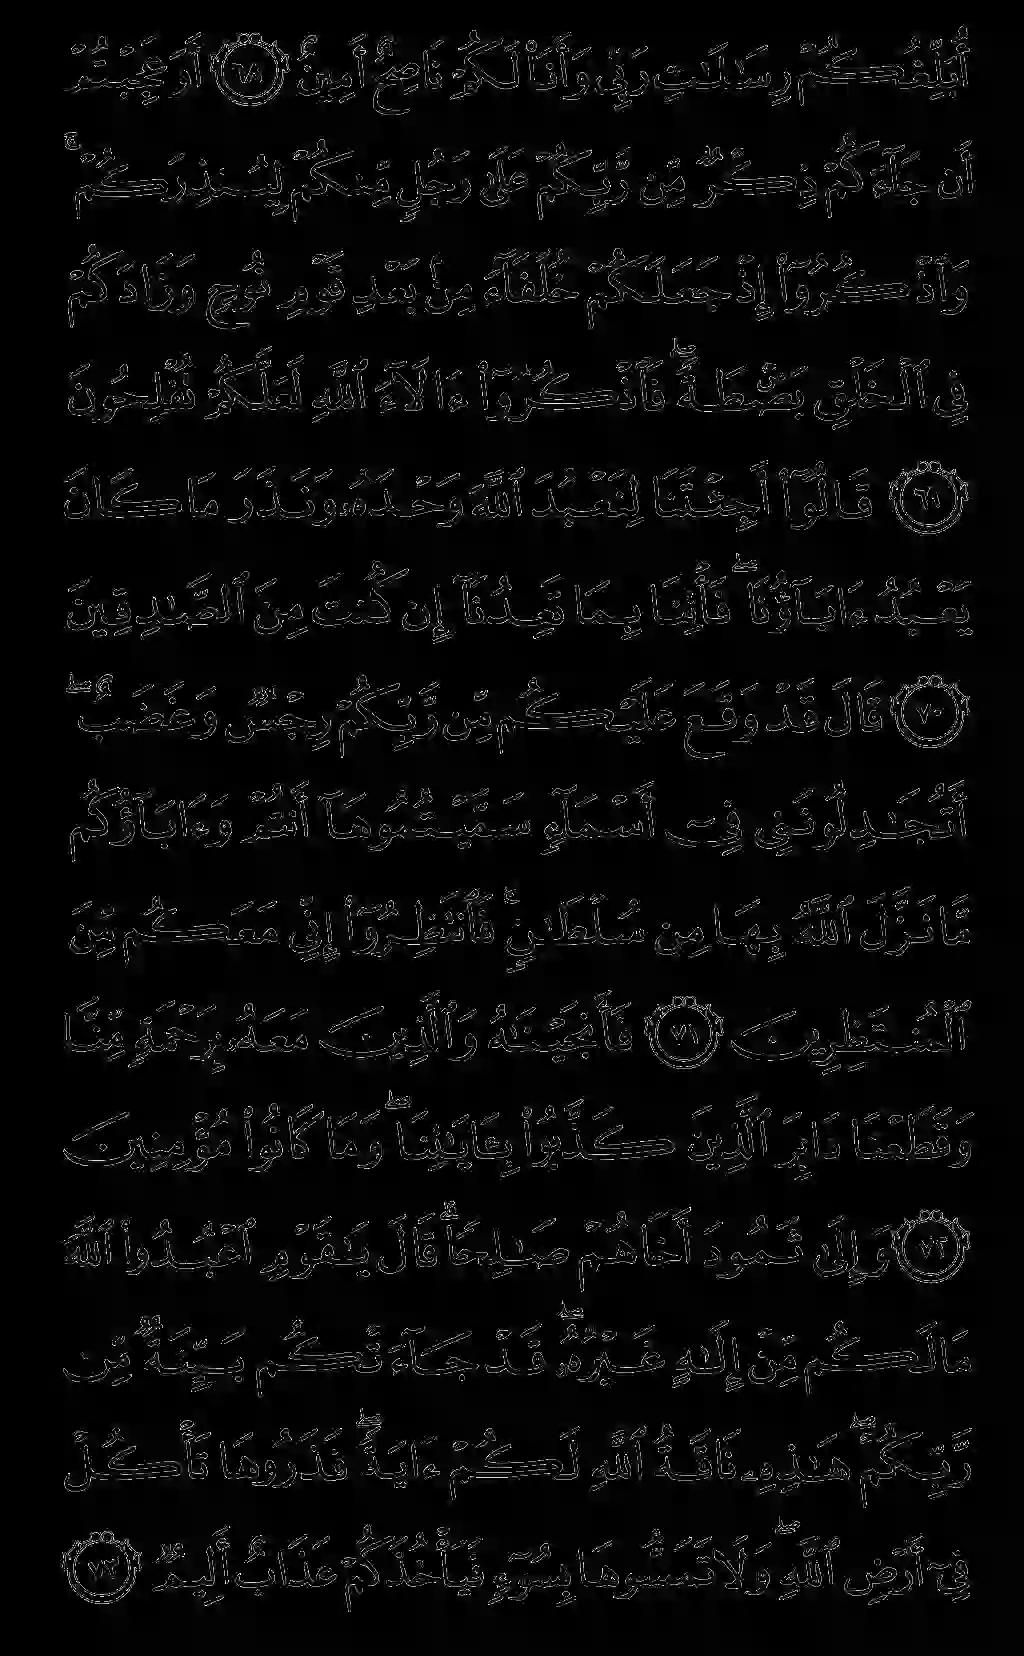 أُبَلِّغُكُمْ رِسَٰلَٰتِ رَبِّى وَأَنَا۠ لَكُمْ نَاصِحٌ أَمِينٌ ٦٨ أَوَعَجِبْتُمْ
أَن جَآءَكُمْ ذِكْرٌ مِّن رَّبِّكُمْ عَلَىٰ رَجُلٍ مِّنكُمْ لِيُنذِرَكُمْ ۚ
وَٱذْكُرُوٓا۟ إِذْ جَعَلَكُمْ خُلَفَآءَ مِنۢ بَعْدِ قَوْمِ نُوحٍ وَزَادَكُمْ
فِى ٱلْخَلْقِ بَصْۜطَةً ۖ فَٱذْكُرُوٓا۟ ءَالَآءَ ٱللَّهِ لَعَلَّكُمْ تُفْلِحُونَ
٦٩ قَالُوٓا۟ أَجِئْتَنَا لِنَعْبُدَ ٱللَّهَ وَحْدَهُۥ وَنَذَرَ مَا كَانَ
يَعْبُدُ ءَابَآؤُنَا ۖ فَأْتِنَا بِمَا تَعِدُنَآ إِن كُنتَ مِنَ ٱلصَّٰدِقِينَ
٧٠ قَالَ قَدْ وَقَعَ عَلَيْكُم مِّن رَّبِّكُمْ رِجْسٌ وَغَضَبٌ ۖ
أَتُجَٰدِلُونَنِى فِىٓ أَسْمَآءٍ سَمَّيْتُمُوهَآ أَنتُمْ وَءَابَآؤُكُم
مَّا نَزَّلَ ٱللَّهُ بِهَا مِن سُلْطَٰنٍ ۚ فَٱنتَظِرُوٓا۟ إِنِّى مَعَكُم مِّنَ
ٱلْمُنتَظِرِينَ ٧١ فَأَنجَيْنَٰهُ وَٱلَّذِينَ مَعَهُۥ بِرَحْمَةٍ مِّنَّا
وَقَطَعْنَا دَابِرَ ٱلَّذِينَ كَذَّبُوا۟ بِـَٔايَٰتِنَا ۖ وَمَا كَانُوا۟ مُؤْمِنِينَ
٧٢ وَإِلَىٰ ثَمُودَ أَخَاهُمْ صَٰلِحًا ۗ قَالَ يَٰقَوْمِ ٱعْبُدُوا۟ ٱللَّهَ
مَا لَكُم مِّنْ إِلَٰهٍ غَيْرُهُۥ ۖ قَدْ جَآءَتْكُم بَيِّنَةٌ مِّن
رَّبِّكُمْ ۖ هَٰذِهِۦ نَاقَةُ ٱللَّهِ لَكُمْ ءَايَةً ۖ فَذَرُوهَا تَأْكُلْ
فِىٓ أَرْضِ ٱللَّهِ ۖ وَلَا تَمَسُّوهَا بِسُوٓءٍ فَيَأْخُذَكُمْ عَذَابٌ أَلِيمٌ ٧٣